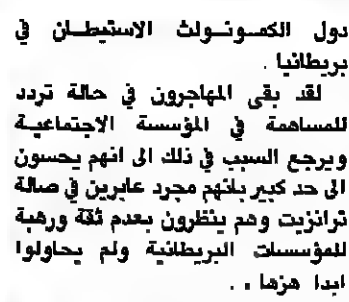 دول الكمـونـولث الاستيطـان في
بريطانيا .
لقد بقى المهاجرون في حالة تردد
للمساهمة في المؤسسة الاجتماعية
ويرجع السبب في ذلك الى انهم يحسون
الى حد كبير بانهم مجرد عابرين في صالة
ترانزيت وهم ينظرون بعدم ثقة ورهبة
للمؤسسات البريطانية ولم يحاولوا
ابدا هزها » .